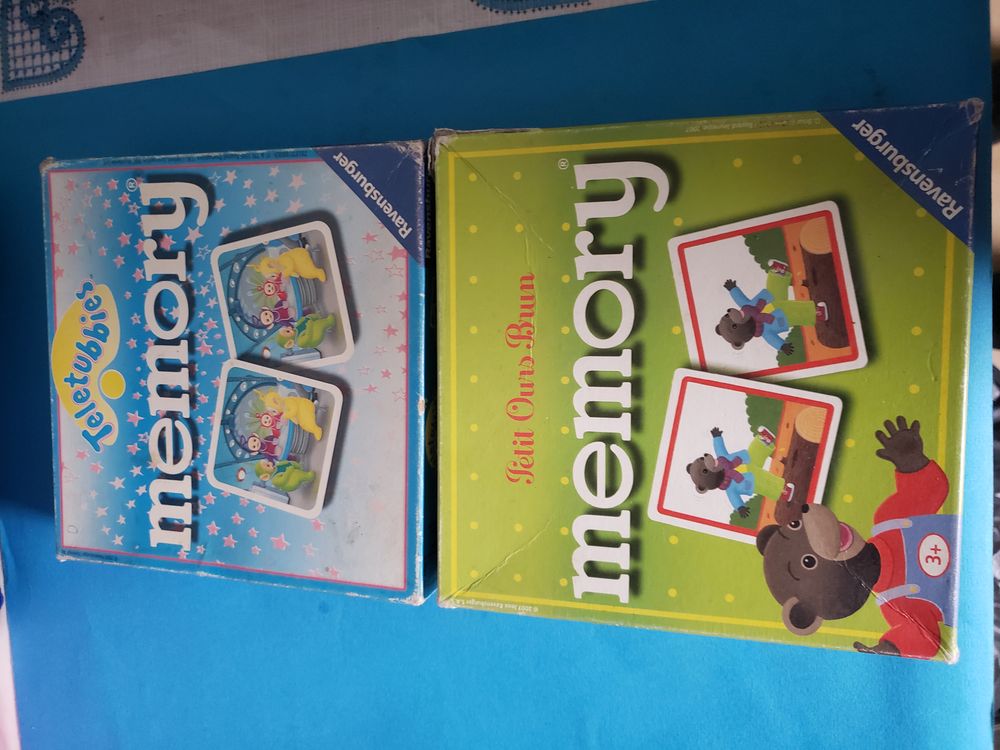 Teletubbies
memory®
Ravensburger
Petit Ours Brun
memory®
Ravensburger
3+